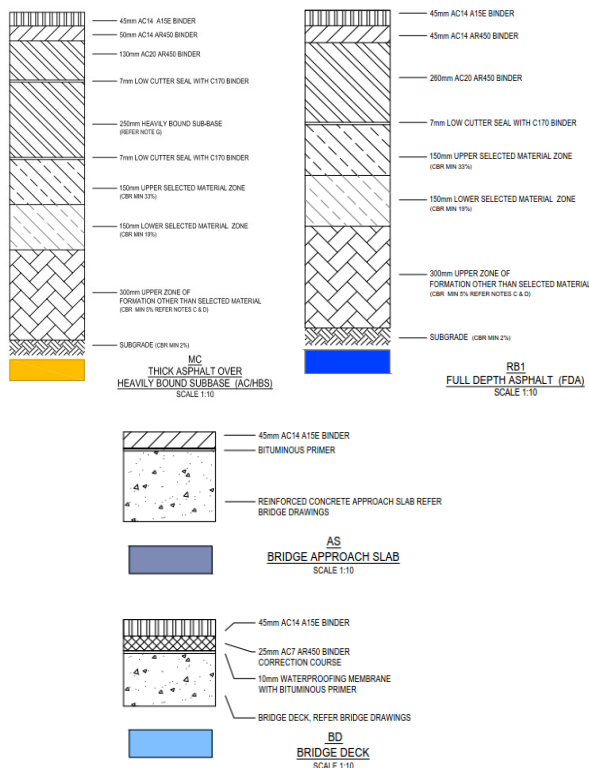 45mm AC14 A15E BINDER
50mm AC14 AR450 BINDER
130mm AC20 AR450 BINDER
7mm LOW CUTTER SEAL WITH C170 BINDER
250mm HEAVILY BOUND SUB-BASE
(REFER NOTE G)
7mm LOW CUTTER SEAL WITH C170 BINDER
150mm UPPER SELECTED MATERIAL ZONE
(CBR MIN 33%)
150mm LOWER SELECTED MATERIAL ZONE
(CBR MIN 19%)
300mm UPPER ZONE OF
FORMATION OTHER THAN SELECTED MATERIAL
(CBR MIN 5% REFER NOTES C & D)
SUBGRADE (CBR MIN 2%)
MC
THICK ASPHALT OVER
HEAVILY BOUND SUBBASE (AC/HBS)
SCALE 1:10
45mm AC14 A15E BINDER
45mm AC14 AR450 BINDER
260mm AC20 AR450 BINDER
7mm LOW CUTTER SEAL WITH C170 BINDER
150mm UPPER SELECTED MATERIAL ZONE
(CBR MIN 33%)
150mm LOWER SELECTED MATERIAL ZONE
(CBR MIN 19%)
300mm UPPER ZONE OF
FORMATION OTHER THAN SELECTED MATERIAL
(CBR MIN 5% REFER NOTES C & D)
SUBGRADE (CBR MIN 2%)
RB1
FULL DEPTH ASPHALT (FDA)
SCALE 1:10
45mm AC14 A15E BINDER
BITUMINOUS PRIMER
REINFORCED CONCRETE APPROACH SLAB REFER
BRIDGE DRAWINGS
AS
BRIDGE APPROACH SLAB
SCALE 1:10
45mm AC14 A15E BINDER
25mm AC7 AR450 BINDER
CORRECTION COURSE
10mm WATERPROOFING MEMBRANE
WITH BITUMINOUS PRIMER
BRIDGE DECK, REFER BRIDGE DRAWINGS
BD
BRIDGE DECK
SCALE 1:10